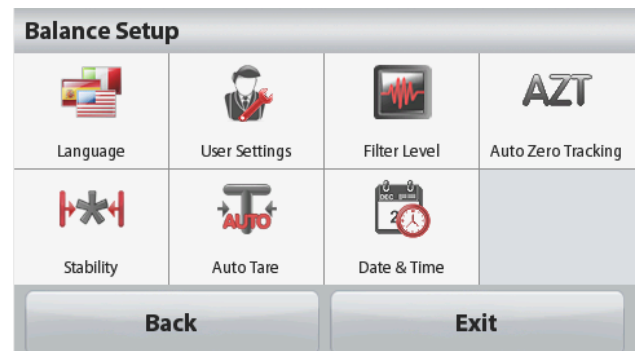 Balance Setup
AZT
Language
User Settings
Filter Level
Auto Zero Tracking
AUTO
DEC
2
Stability
Auto Tare
Date & Time
Back
Exit